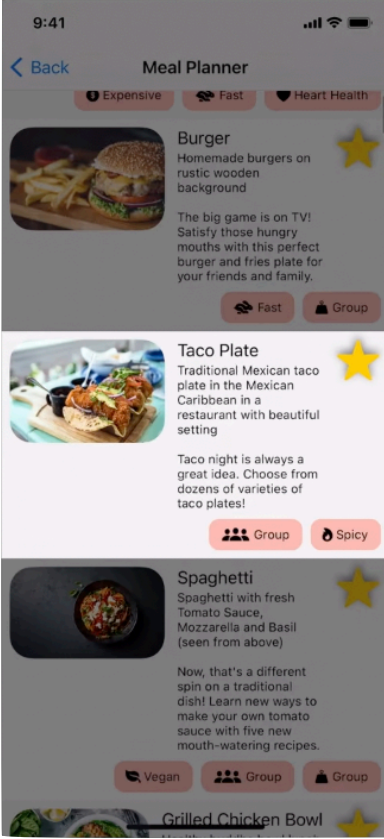 9:41
Back
Meal Planner
Expensive
Fast
Heart Health
Burger
Homemade burgers on
rustic wooden
background
The big game is on TV!
Satisfy those hungry
mouths with this perfect
burger and fries plate for
your friends and family.
Fast
Group
Taco Plate
Traditional Mexican taco
plate in the Mexican
Caribbean in a
restaurant with beautiful
setting
Taco night is always a
great idea. Choose from
dozens of varieties of
taco plates!
Group
Spicy
Spaghetti
Spaghetti with fresh
Tomato Sauce,
Mozzarella and Basil
(seen from above)
Now, that's a different
spin on a traditional
dish! Learn new ways to
make your own tomato
sauce with five new
mouth-watering recipes.
Vegan
Group
Group
Grilled Chicken Bowl